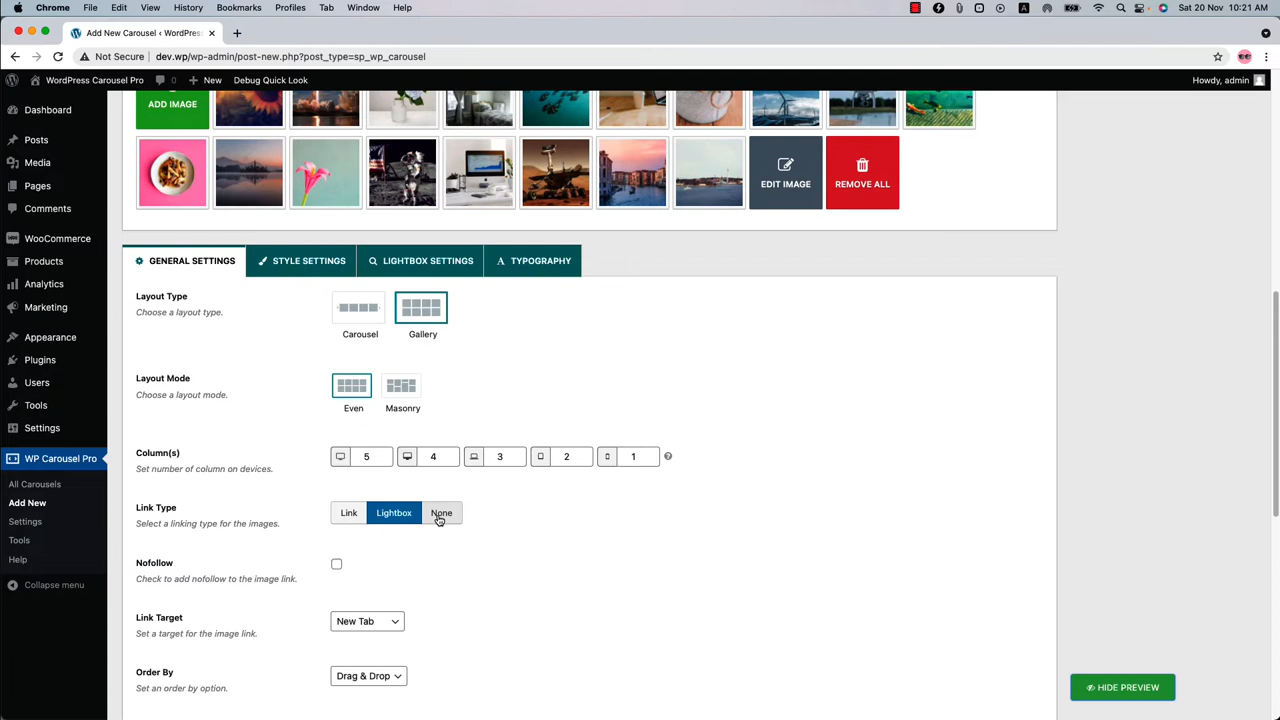 Chrome File Edit View History Bookmarks Profiles Tab Window Help Sat 20 Nov 10:21 AM
Add New Carousel ‹ WordPres
Not Secure dev.wp/wp-admin/post-new.php?post_type=sp_wp_carousel
WordPress Carousel Pro 0 New Debug Quick Look Howdy, admin
Dashboard
Posts
Media
Pages
Comments
WooCommerce
Products
Analytics
Marketing
Appearance
Plugins
Users
Tools
Settings
WP Carousel Pro
All Carousels
Add New
Settings
Tools
Help
Collapse menu
ADD IMAGE
EDIT IMAGE
REMOVE ALL
GENERAL SETTINGS STYLE SETTINGS LIGHTBOX SETTINGS TYPOGRAPHY
Layout Type
Choose a layout type.
Carousel Gallery
Layout Mode
Choose a layout mode.
Even Masonry
Column(s)
Set number of column on devices.
5 4 3 2 1
Link Type
Select a linking type for the images.
Link Lightbox None
Nofollow
Check to add nofollow to the image link.
Link Target
Set a target for the image link.
New Tab
Order By
Set an order by option.
Drag & Drop
HIDE PREVIEW